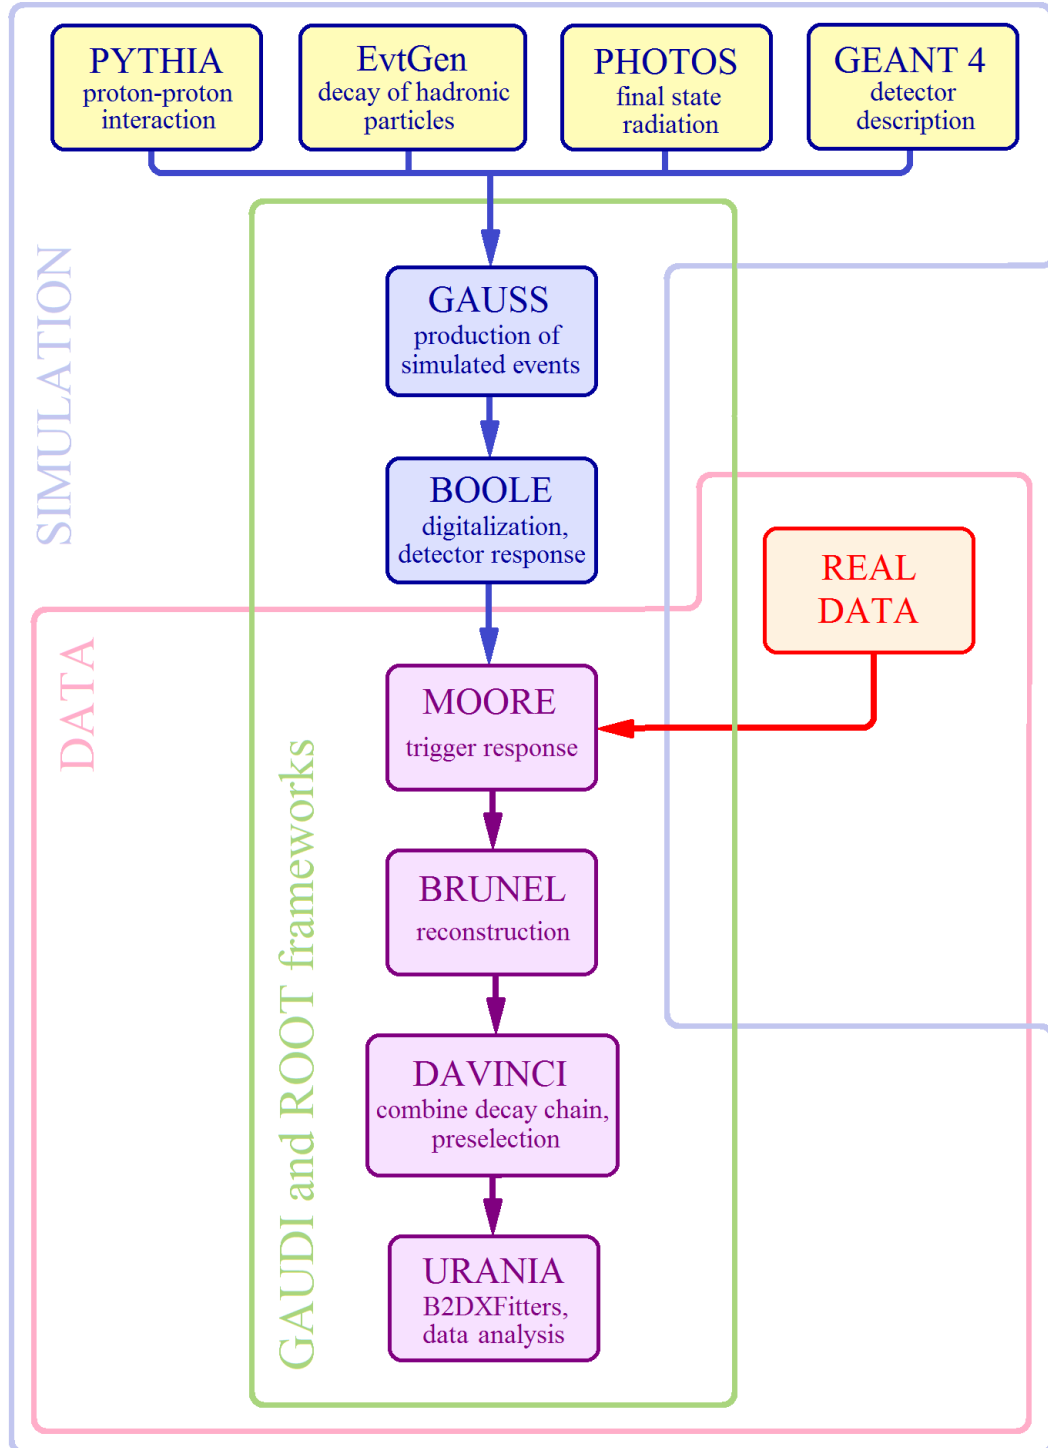 PYTHIA
proton-proton
interaction
EvtGen
decay of hadronic
particles
PHOTOS
final state
radiation
GEANT 4
detector
description
SIMULATION
GAUSS
production of
simulated events
BOOLE
digitalization,
detector response
REAL
DATA
DATA
MOORE
trigger response
GAUDI and ROOT frameworks
BRUNEL
reconstruction
DAVINCI
combine decay chain,
preselection
URANIA
B2DXFitters,
data analysis